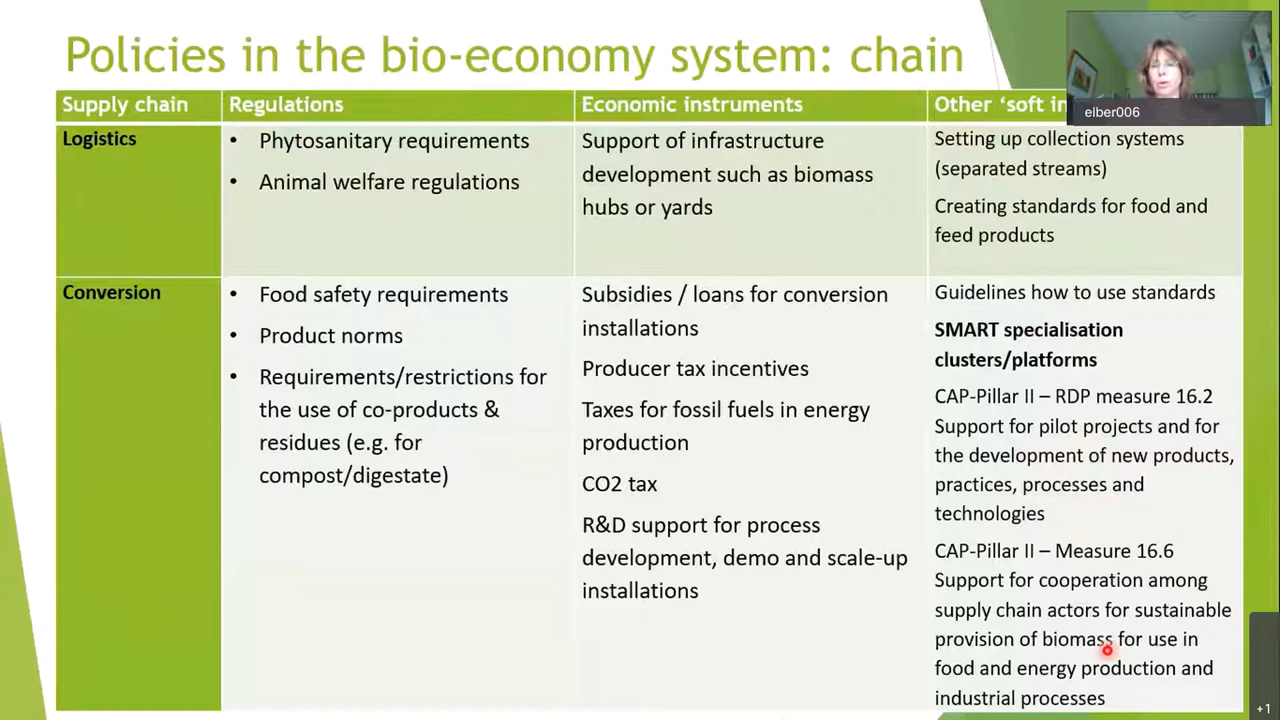 Policies in the bio-economy system: chain
elber006
Supply chain
Regulations
Economic instruments
Other ‘soft in
Logistics
• Phytosanitary requirements
• Animal welfare regulations
Support of infrastructure
development such as biomass
hubs or yards
Setting up collection systems
(separated streams)
Creating standards for food and
feed products
Conversion
• Food safety requirements
• Product norms
• Requirements/restrictions for
the use of co-products &
residues (e.g. for
compost/digestate)
Subsidies / loans for conversion
installations
Producer tax incentives
Taxes for fossil fuels in energy
production
CO2 tax
R&D support for process
development, demo and scale-up
installations
Guidelines how to use standards
SMART specialisation
clusters/platforms
CAP-Pillar II – RDP measure 16.2
Support for pilot projects and for
the development of new products,
practices, processes and
technologies
CAP-Pillar II – Measure 16.6
Support for cooperation among
supply chain actors for sustainable
provision of biomass for use in
food and energy production and
industrial processes
+1